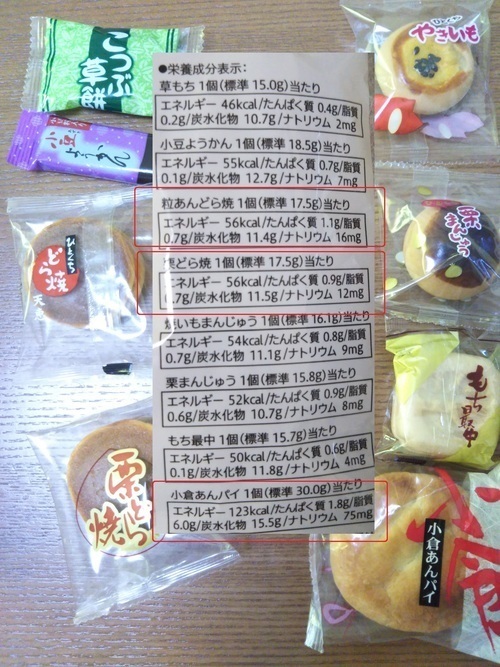 こつぶ
草餅
ひとくち
やきいも
●栄養成分表示:
草もち 1個(標準 15.0g)当たり
エネルギー 46kcal/たんぱく質 0.4g/脂質
0.2g/炭水化物 10.7g/ナトリウム 2mg
小豆ようかん 1個(標準 18.5g)当たり
エネルギー 55kcal/たんぱく質 0.7g/脂質
0.1g/炭水化物 12.7g/ナトリウム 7mg
粒あんどら焼 1個(標準 17.5g)当たり
エネルギー 56kcal/たんぱく質 1.1g/脂質
0.7g/炭水化物 11.4g/ナトリウム 16mg
栗どら焼 1個(標準 17.5g)当たり
エネルギー 56kcal/たんぱく質 0.9g/脂質
0.7g/炭水化物 11.5g/ナトリウム 12mg
焼いもまんじゅう 1個(標準 16.1g)当たり
エネルギー 54kcal/たんぱく質 0.8g/脂質
0.7g/炭水化物 11.1g/ナトリウム 9mg
栗まんじゅう 1個(標準 15.8g)当たり
エネルギー 52kcal/たんぱく質 0.9g/脂質
0.6g/炭水化物 10.7g/ナトリウム 8mg
もち最中 1個(標準 15.7g)当たり
エネルギー 50kcal/たんぱく質 0.6g/脂質
0.1g/炭水化物 11.8g/ナトリウム 4mg
小倉あんパイ 1個(標準 30.0g)当たり
エネルギー 123kcal/たんぱく質 1.8g/脂質
6.0g/炭水化物 15.5g/ナトリウム 75mg
小豆
ようかん
ひとくち
どら焼
栗
まんじゅう
もち最中
栗どら
焼
小倉あんパイ
小倉